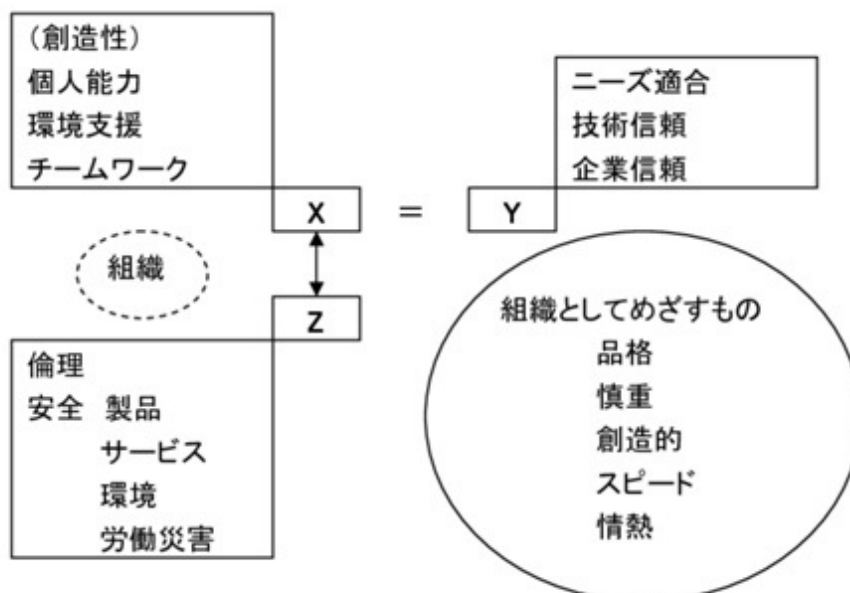 (創造性)
個人能力
環境支援
チームワーク
X
=
Y
ニーズ適合
技術信頼
企業信頼
組織
Z
倫理
安全 製品
サービス
環境
労働災害
組織としてめざすもの
品格
慎重
創造的
スピード
情熱